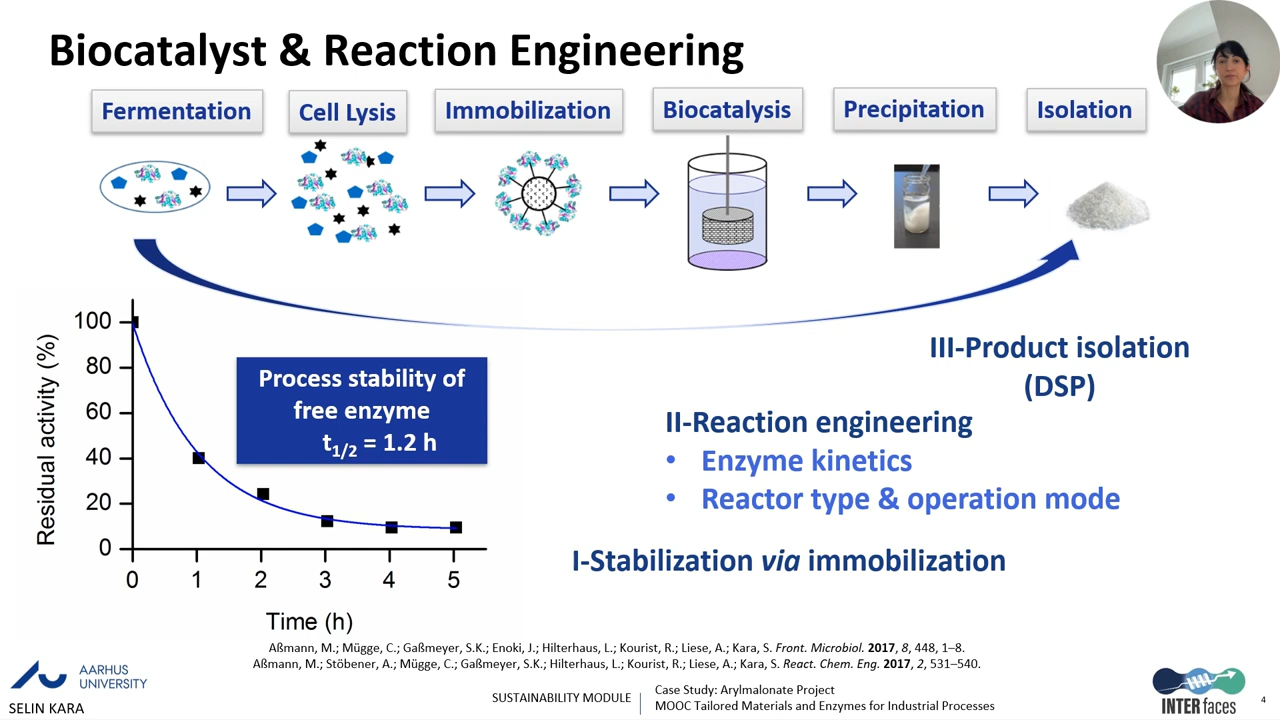 Biocatalyst & Reaction Engineering
Fermentation
Cell Lysis
Immobilization
Biocatalysis
Precipitation
Isolation
Residual activity (%)
100
80
60
40
20
0
0 1 2 3 4 5
Time (h)
Process stability of
free enzyme
t1/2 = 1.2 h
III-Product isolation
(DSP)
II-Reaction engineering
• Enzyme kinetics
• Reactor type & operation mode
I-Stabilization via immobilization
Aßmann, M.; Mügge, C.; Gaßmeyer, S.K.; Enoki, J.; Hilterhaus, L.; Kourist, R.; Liese, A.; Kara, S. Front. Microbiol. 2017, 8, 448, 1–8.
Aßmann, M.; Stöbener, A.; Mügge, C.; Gaßmeyer, S.K.; Hilterhaus, L.; Kourist, R.; Liese, A.; Kara, S. React. Chem. Eng. 2017, 2, 531–540.
AARHUS
UNIVERSITY
SELIN KARA
SUSTAINABILITY MODULE
Case Study: Arylmalonate Project
MOOC Tailored Materials and Enzymes for Industrial Processes
INTERfaces
4